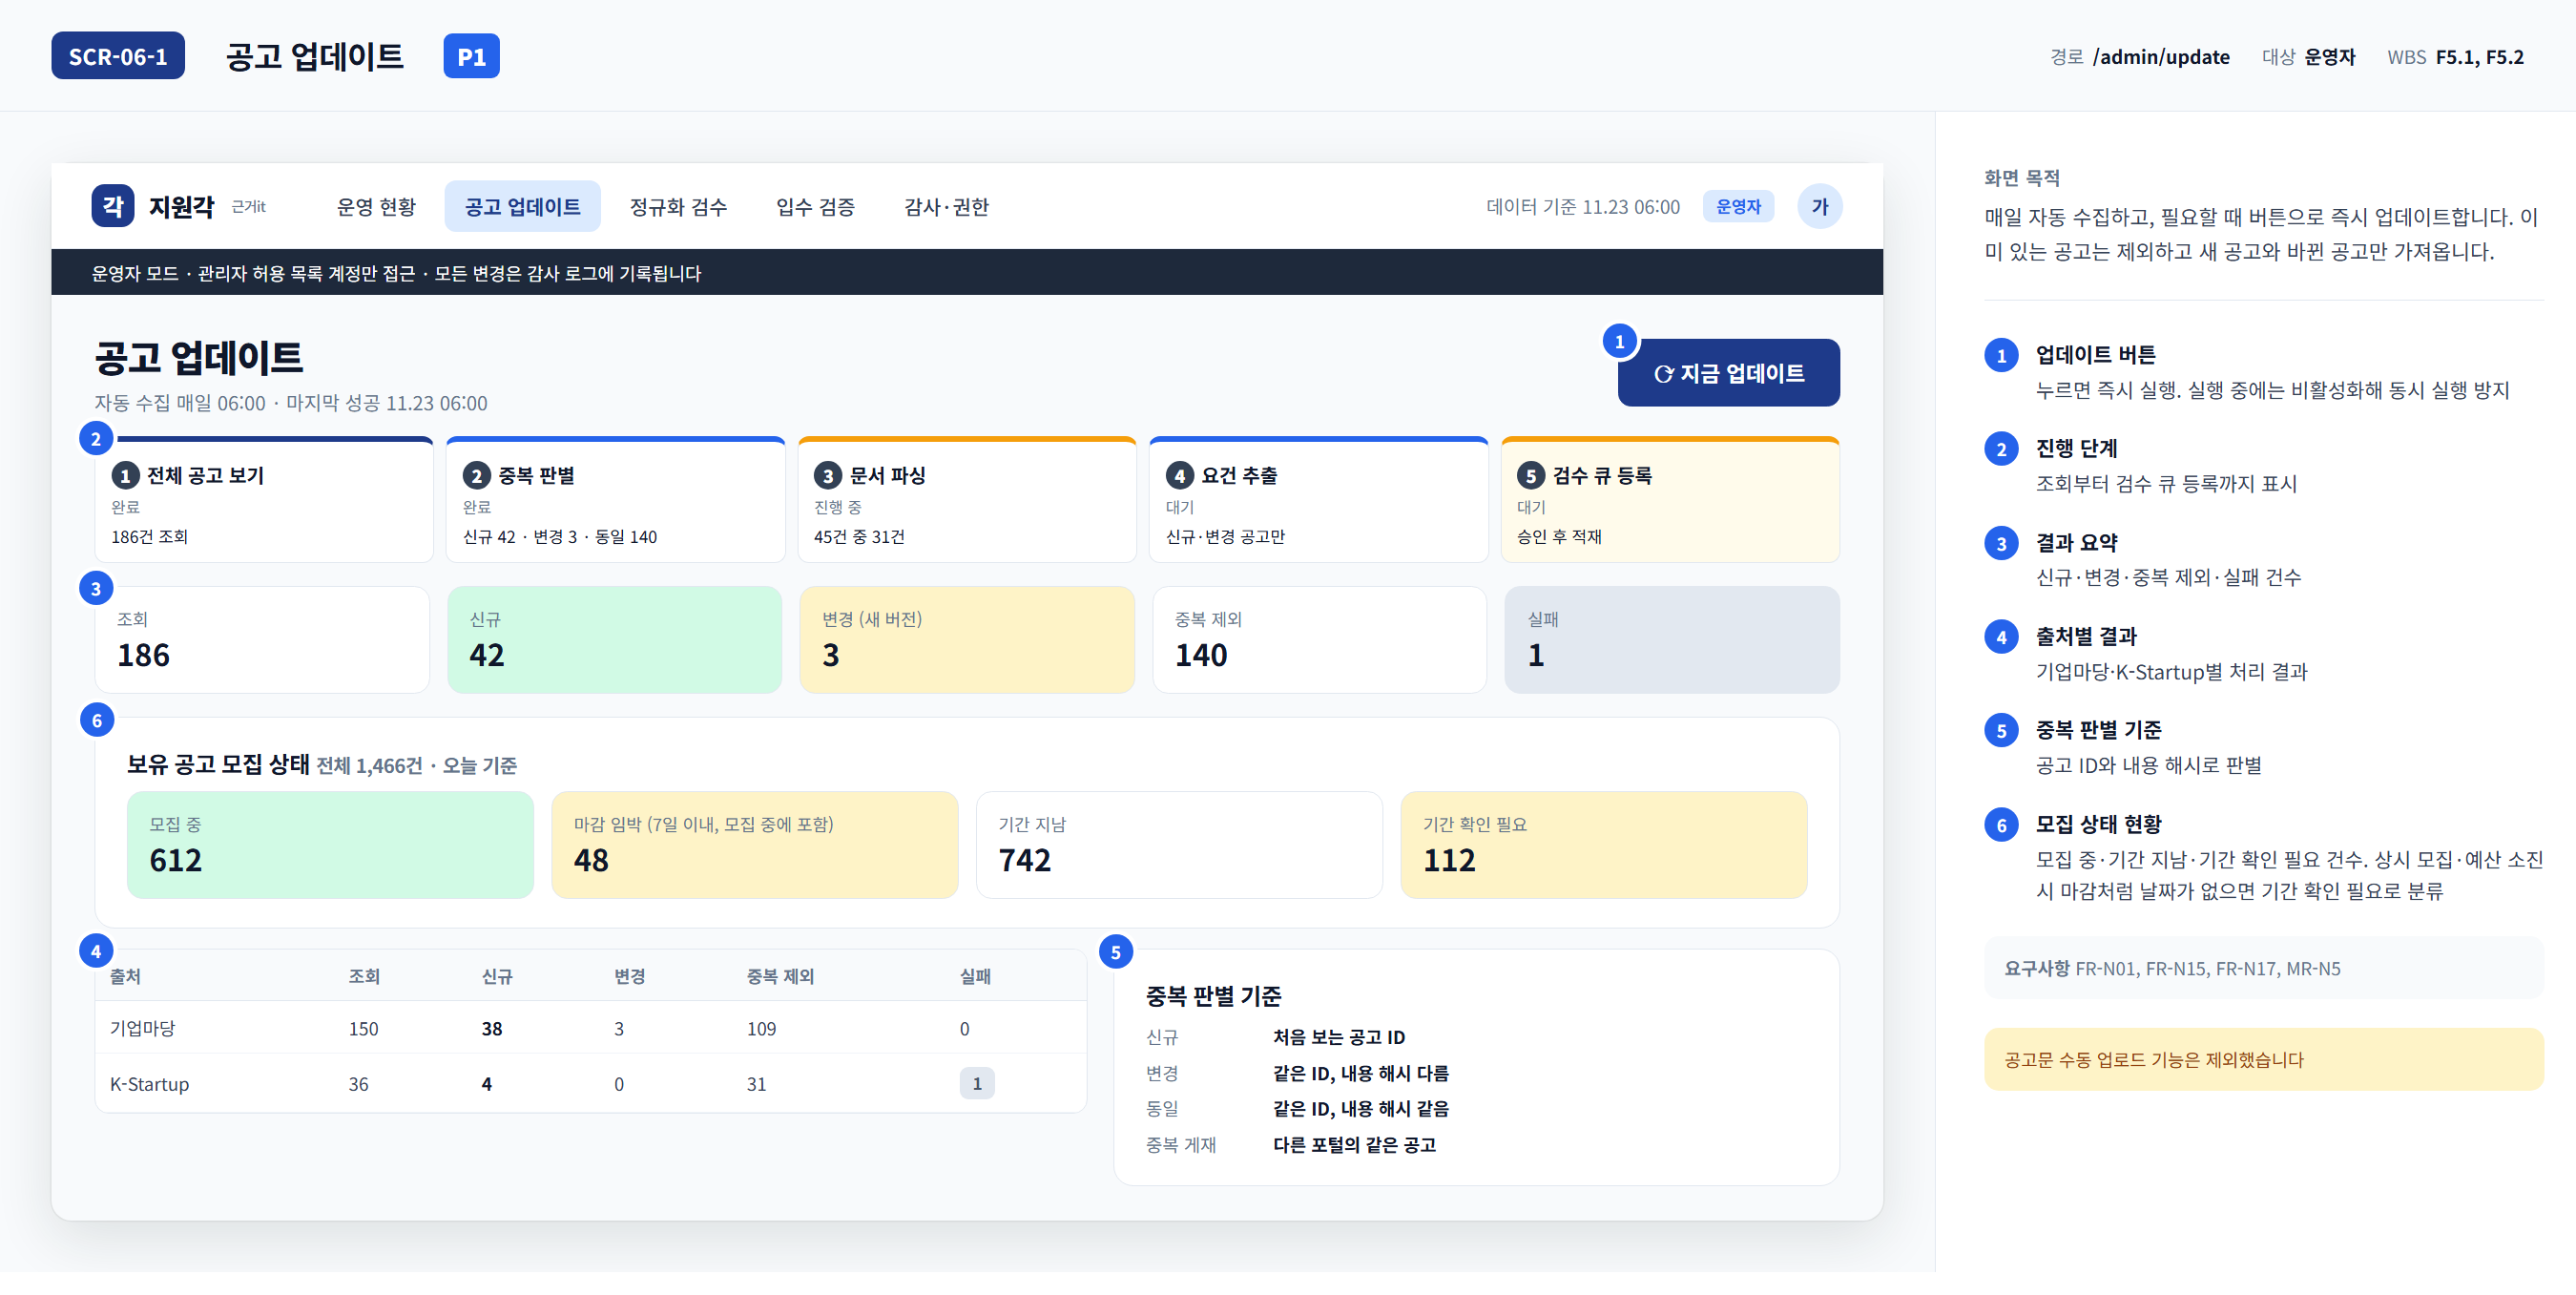 SCR-06-1 공고 업데이트 P1 경로 /admin/update 대상 운영자 WBS F5.1, F5.2
각 지원각 근거it 운영 현황 공고 업데이트 정규화 검수 입수 검증 감사·권한 데이터 기준 11.23 06:00 운영자 가
운영자 모드 · 관리자 허용 목록 계정만 접근 · 모든 변경은 감사 로그에 기록됩니다
공고 업데이트
자동 수집 매일 06:00 · 마지막 성공 11.23 06:00
1
⟳ 지금 업데이트
2
1 전체 공고 보기
완료
186건 조회
2 중복 판별
완료
신규 42 · 변경 3 · 동일 140
3 문서 파싱
진행 중
45건 중 31건
4 요건 추출
대기
신규·변경 공고만
5 검수 큐 등록
대기
승인 후 적재
3
조회
186
신규
42
변경 (새 버전)
3
중복 제외
140
실패
1
6
보유 공고 모집 상태 전체 1,466건 · 오늘 기준
모집 중
612
마감 임박 (7일 이내, 모집 중에 포함)
48
기간 지남
742
기간 확인 필요
112
4
출처 조회 신규 변경 중복 제외 실패
기업마당 150 38 3 109 0
K-Startup 36 4 0 31 1
5
중복 판별 기준
신규 처음 보는 공고 ID
변경 같은 ID, 내용 해시 다름
동일 같은 ID, 내용 해시 같음
중복 게재 다른 포털의 같은 공고
화면 목적
매일 자동 수집하고, 필요할 때 버튼으로 즉시 업데이트합니다. 이
미 있는 공고는 제외하고 새 공고와 바뀐 공고만 가져옵니다.
1 업데이트 버튼
누르면 즉시 실행. 실행 중에는 비활성화해 동시 실행 방지
2 진행 단계
조회부터 검수 큐 등록까지 표시
3 결과 요약
신규·변경·중복 제외·실패 건수
4 출처별 결과
기업마당·K-Startup별 처리 결과
5 중복 판별 기준
공고 ID와 내용 해시로 판별
6 모집 상태 현황
모집 중·기간 지남·기간 확인 필요 건수. 상시 모집·예산 소진
시 마감처럼 날짜가 없으면 기간 확인 필요로 분류
요구사항 FR-N01, FR-N15, FR-N17, MR-N5
공고문 수동 업로드 기능은 제외했습니다